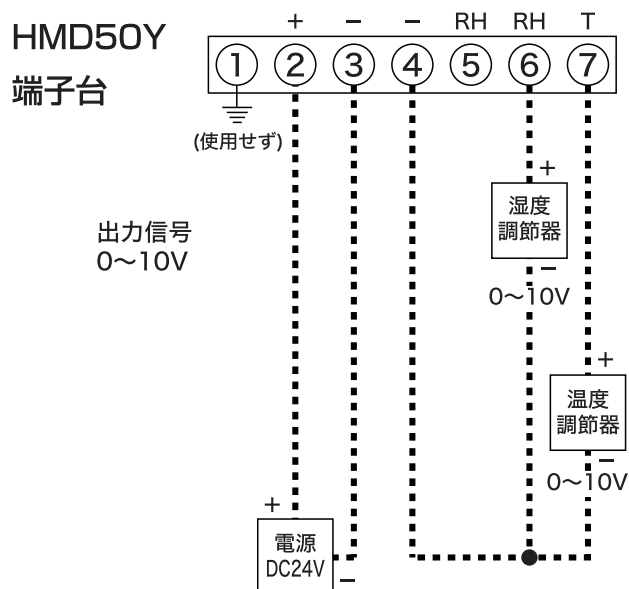 HMD50Y
端子台
+ − − RH RH T
1 2 3 4 5 6 7
(使用せず)
出力信号
0～10V
+
湿度
調節器
−
0～10V
+
温度
調節器
−
0～10V
+
電源
DC24V
−